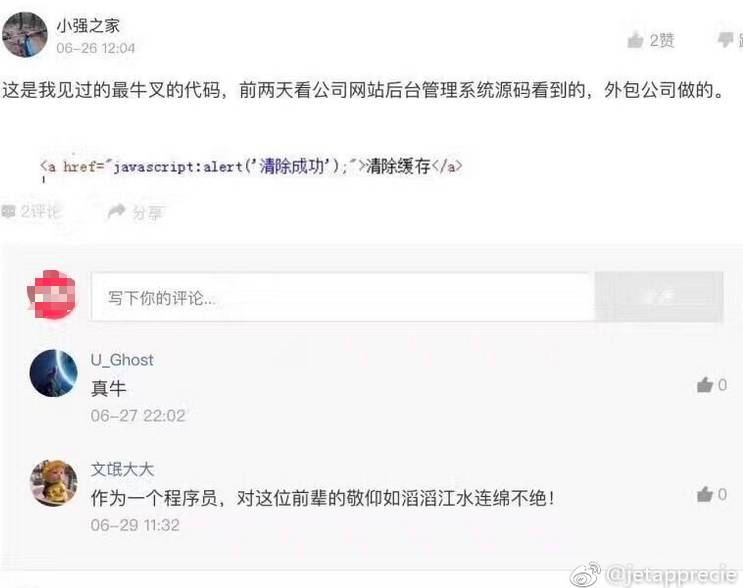 小强之家
06-26 12:04
2赞
这是我见过的最牛叉的代码，前两天看公司网站后台管理系统源码看到的，外包公司做的。
<a href="javascript:alert('清除成功');">清除缓存</a>
2评论 分享
写下你的评论...
U_Ghost
真牛
0
06-27 22:02
文氓大大
作为一个程序员，对这位前辈的敬仰如滔滔江水连绵不绝！
0
06-29 11:32
@jetapprecie